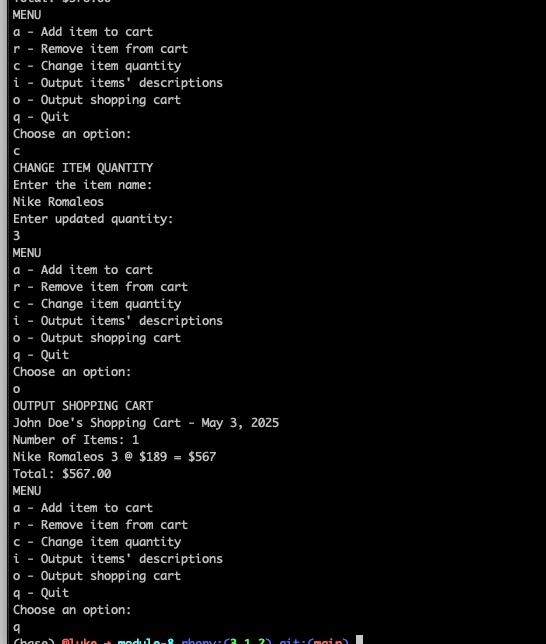 Total: $378.00
MENU
a - Add item to cart
r - Remove item from cart
c - Change item quantity
i - Output items' descriptions
o - Output shopping cart
q - Quit
Choose an option:
c
CHANGE ITEM QUANTITY
Enter the item name:
Nike Romaleos
Enter updated quantity:
3
MENU
a - Add item to cart
r - Remove item from cart
c - Change item quantity
i - Output items' descriptions
o - Output shopping cart
q - Quit
Choose an option:
o
OUTPUT SHOPPING CART
John Doe's Shopping Cart - May 3, 2025
Number of Items: 1
Nike Romaleos 3 @ $189 = $567
Total: $567.00
MENU
a - Add item to cart
r - Remove item from cart
c - Change item quantity
i - Output items' descriptions
o - Output shopping cart
q - Quit
Choose an option:
q
(base) @luke → module-8 rbenv:(3.1.2) git:(main)